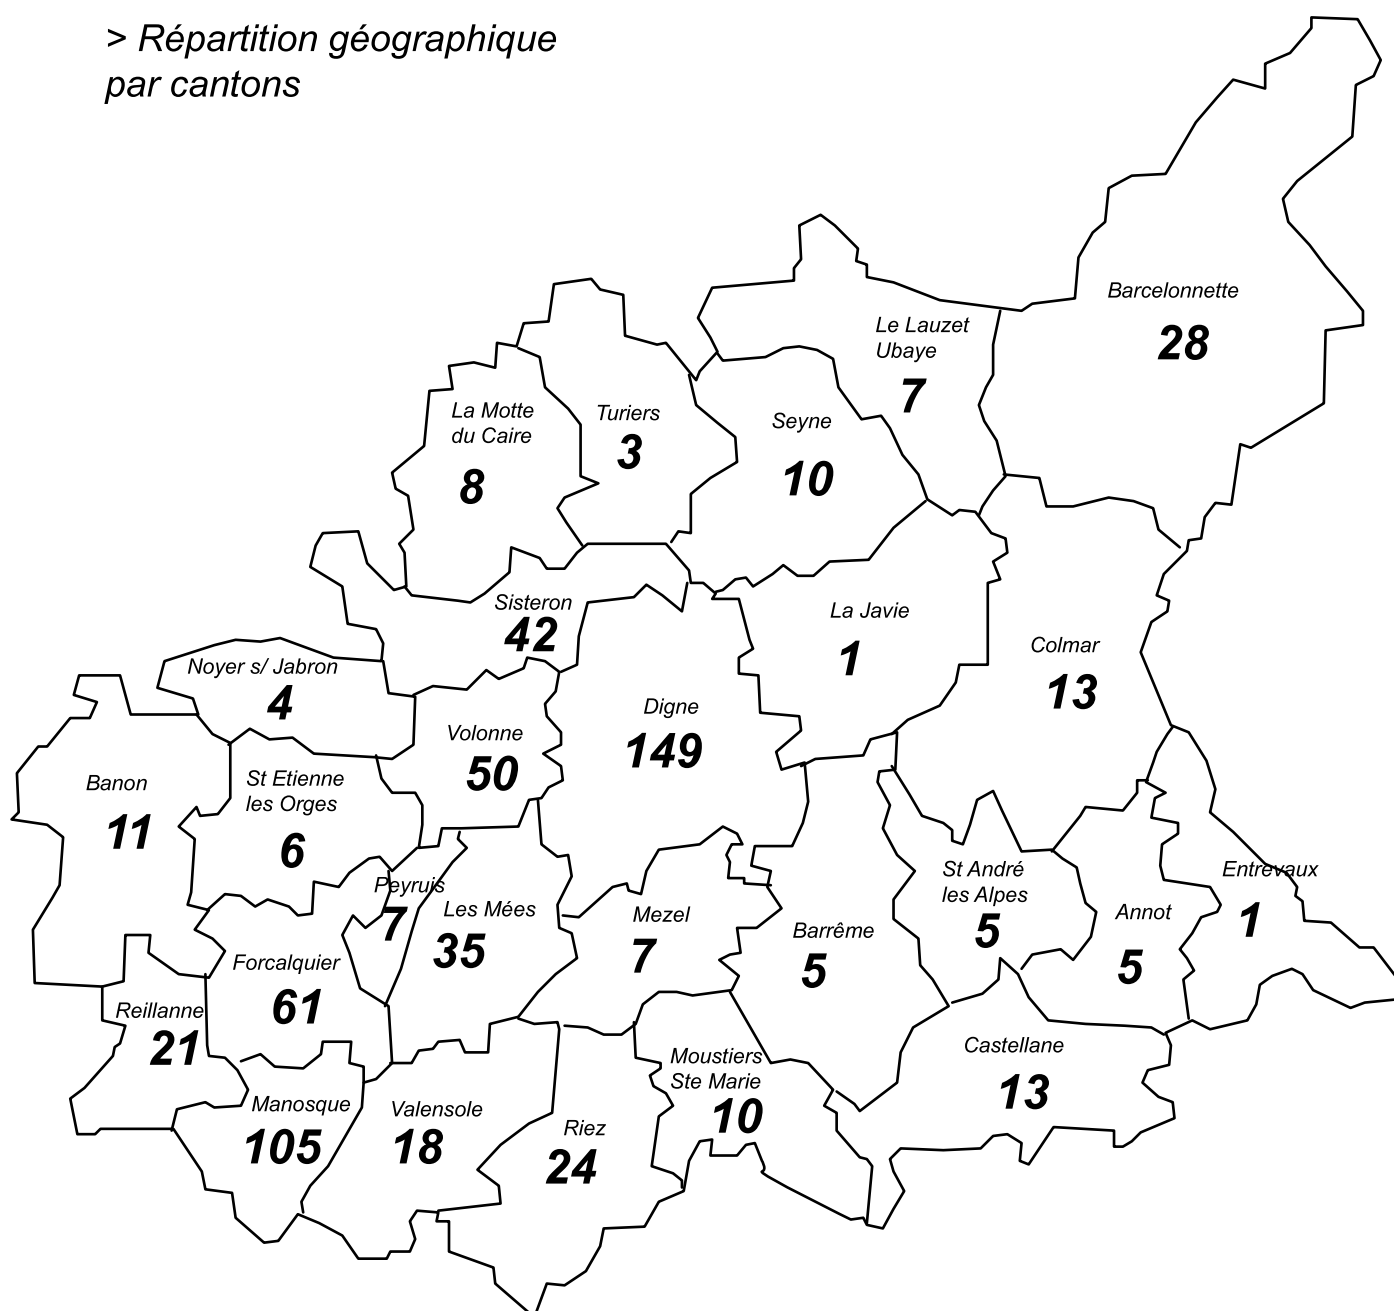 > Répartition géographique
par cantons
Barcelonnette
28
Le Lauzet
Ubaye
7
La Motte
du Caire
8
Turiers
3
Seyne
10
Sisteron
42
La Javie
1
Colmar
13
Noyer s/ Jabron
4
Volonne
50
Digne
149
Banon
11
St Etienne
les Orges
6
Peyruis
7
Les Mées
35
Mezel
7
Barrême
5
St André
les Alpes
5
Annot
5
Entrevaux
1
Forcalquier
61
Reillanne
21
Manosque
105
Valensole
18
Riez
24
Moustiers
Ste Marie
10
Castellane
13